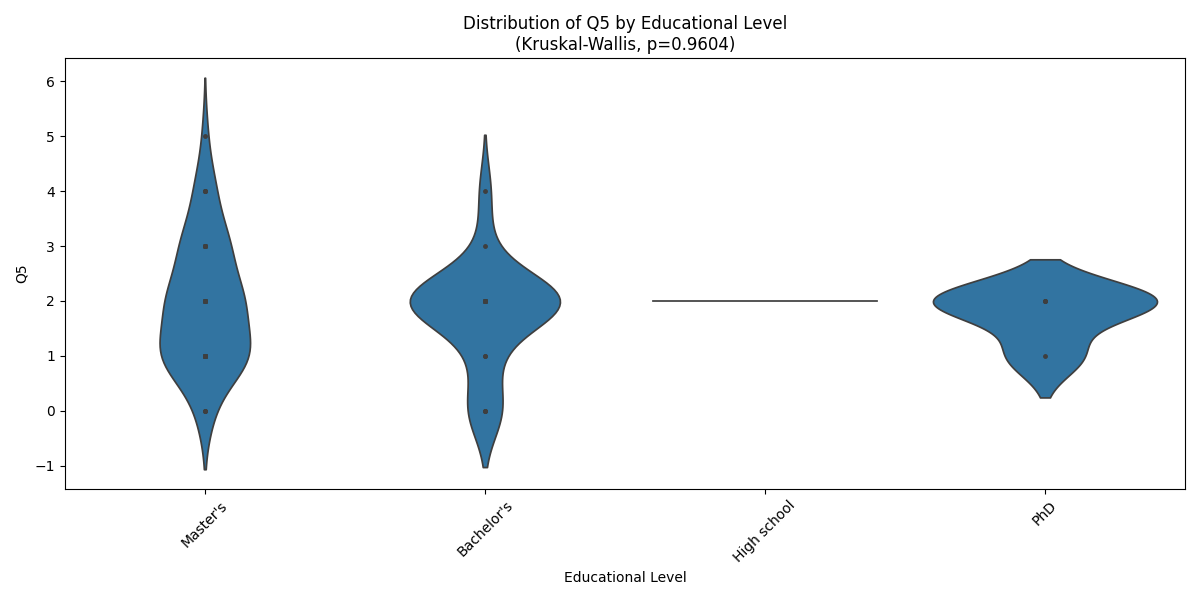 Distribution of Q5 by Educational Level
(Kruskal-Wallis, p=0.9604)
6
5
4
3
2
1
0
−1
Q5
Master's
Bachelor's
High school
PhD
Educational Level